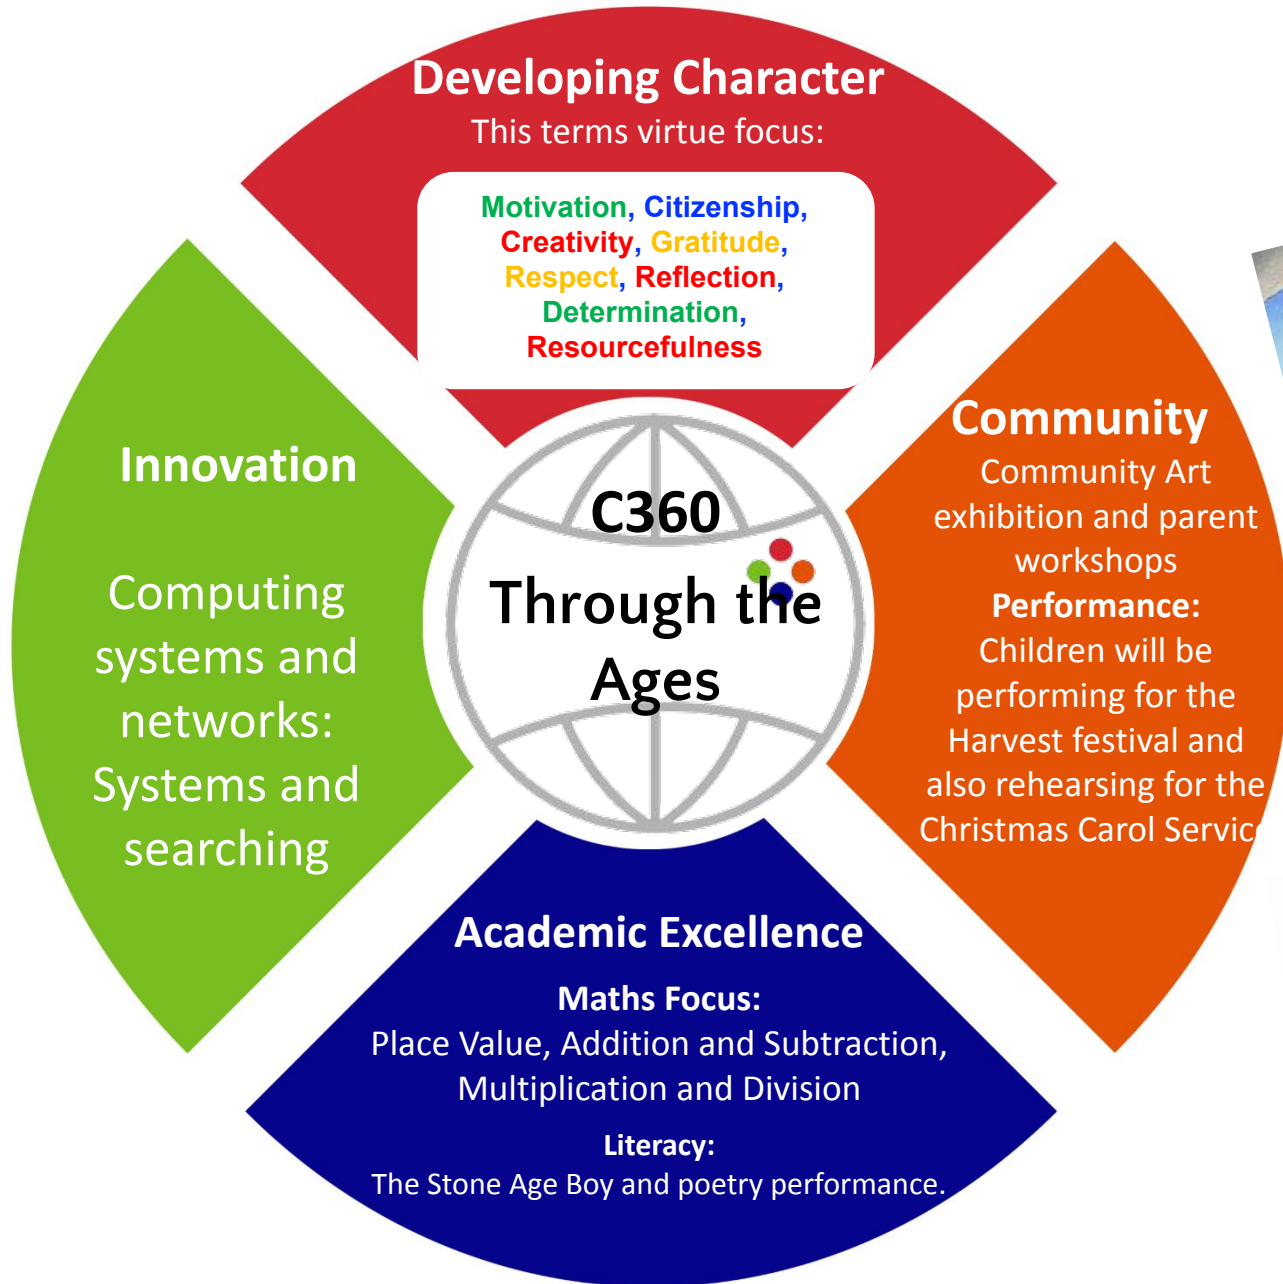 Developing Character
This terms virtue focus:
Motivation, Citizenship,
Creativity, Gratitude,
Respect, Reflection,
Determination,
Resourcefulness
Innovation
Computing
systems and
networks:
Systems and
searching
C360
Through the
Ages
Community
Community Art
exhibition and parent
workshops
Performance:
Children will be
performing for the
Harvest festival and
also rehearsing for the
Christmas Carol Service
Academic Excellence
Maths Focus:
Place Value, Addition and Subtraction,
Multiplication and Division
Literacy:
The Stone Age Boy and poetry performance.